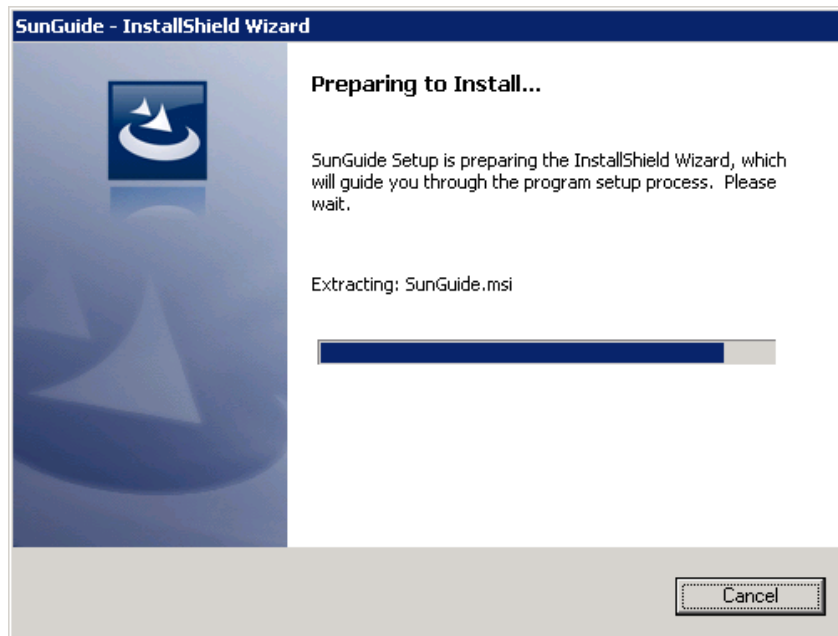 SunGuide - InstallShield Wizard
Preparing to Install...
SunGuide Setup is preparing the InstallShield Wizard, which
will guide you through the program setup process.  Please
wait.
Extracting: SunGuide.msi
Cancel